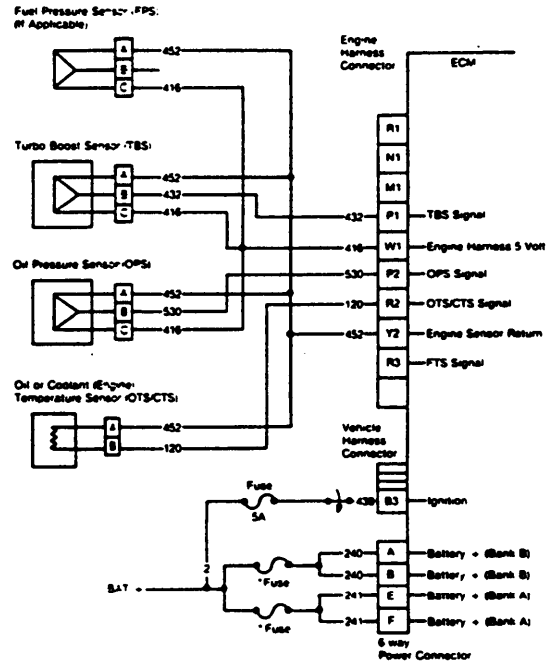 Fuel Pressure Sensor (FPS)
(If Applicable)
A 452
B
C 416
Turbo Boost Sensor (TBS)
A 452
B 432
C 416
Oil Pressure Sensor (OPS)
A 452
B 530
C 416
Oil or Coolant (Engine)
Temperature Sensor (OTS/CTS)
A 452
B 120
Engine
Harness
Connector
ECM
R1
N1
M1
432 P1 TBS Signal
416 W1 Engine Harness 5 Volt
530 P2 OPS Signal
120 R2 OTS/CTS Signal
452 Y2 Engine Sensor Return
R3 FTS Signal
Vehicle
Harness
Connector
Fuse
5A
439 B3 Ignition
2
BAT +
*Fuse
*Fuse
240 A Battery + (Bank B)
240 B Battery + (Bank B)
241 E Battery + (Bank A)
241 F Battery + (Bank A)
6 way
Power Connector